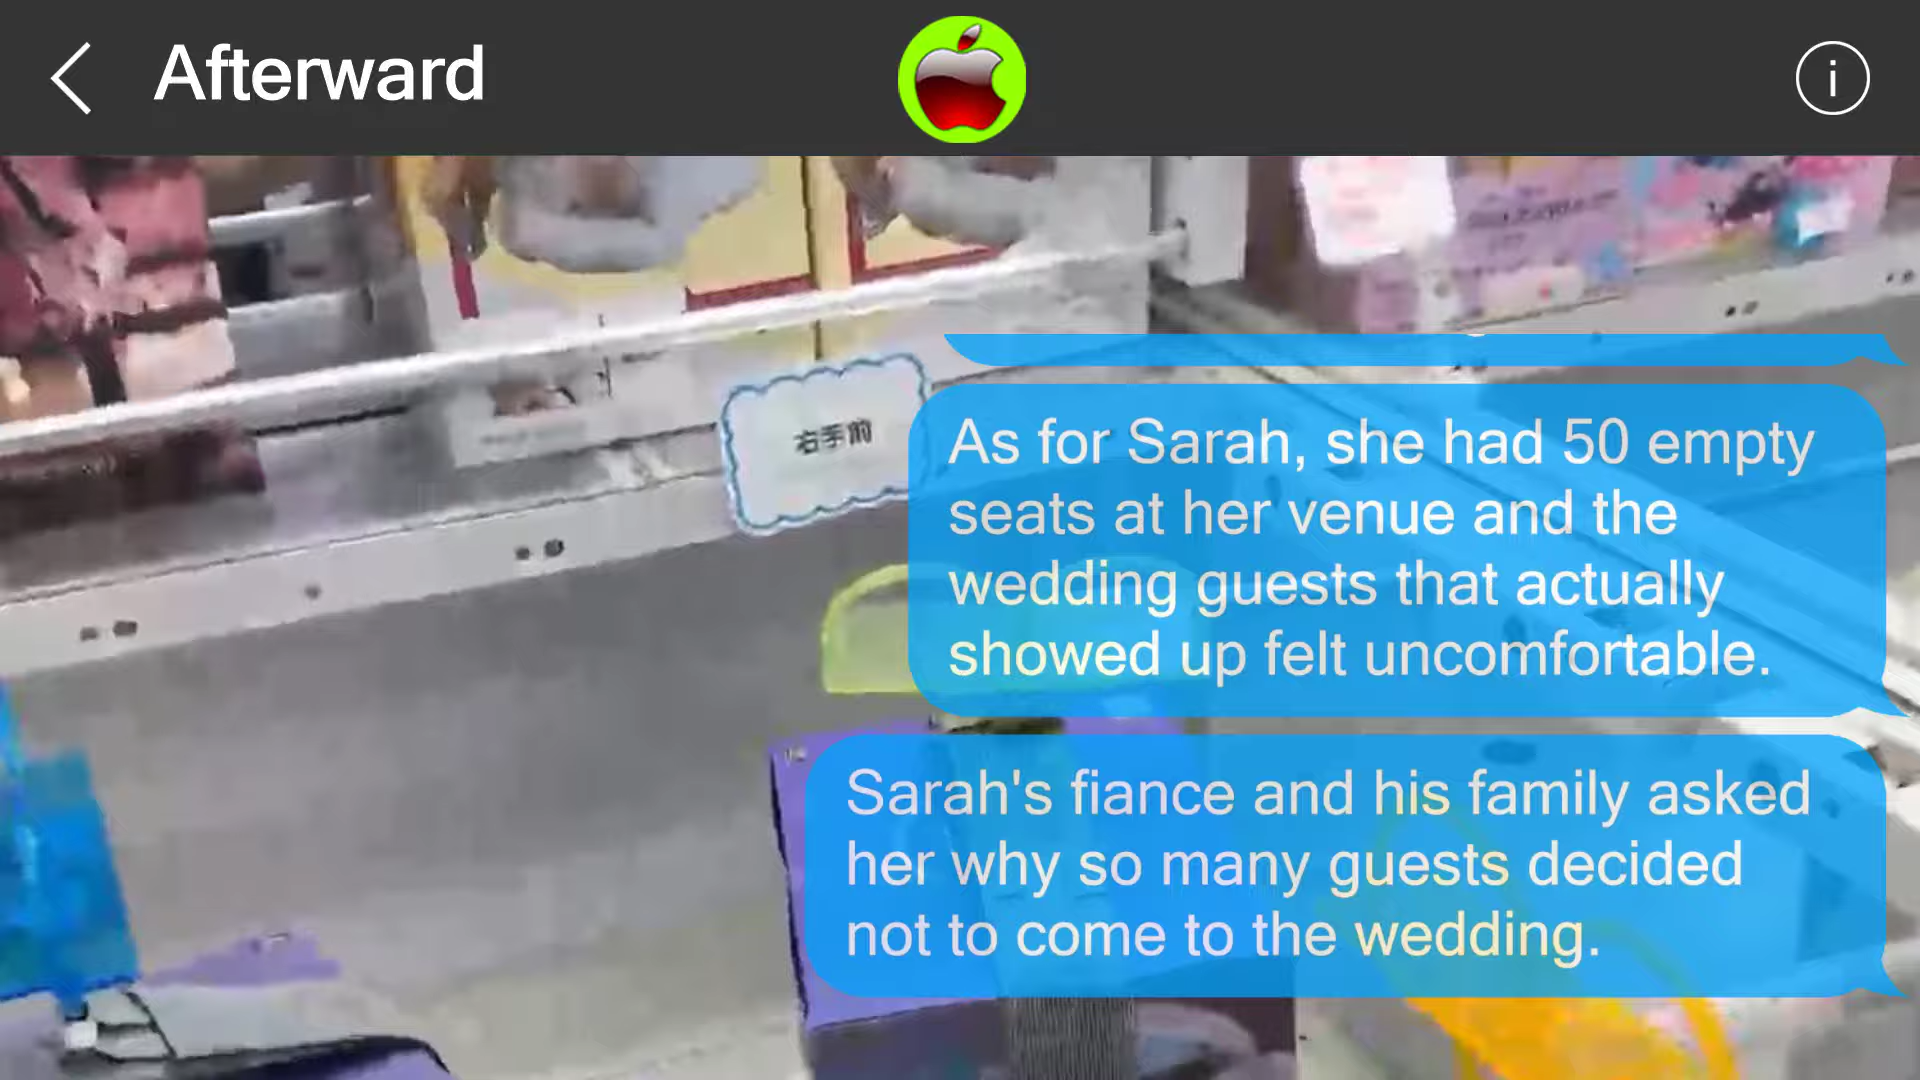 Afterward
i
右手前
As for Sarah, she had 50 empty
seats at her venue and the
wedding guests that actually
showed up felt uncomfortable.
Sarah's fiance and his family asked
her why so many guests decided
not to come to the wedding.